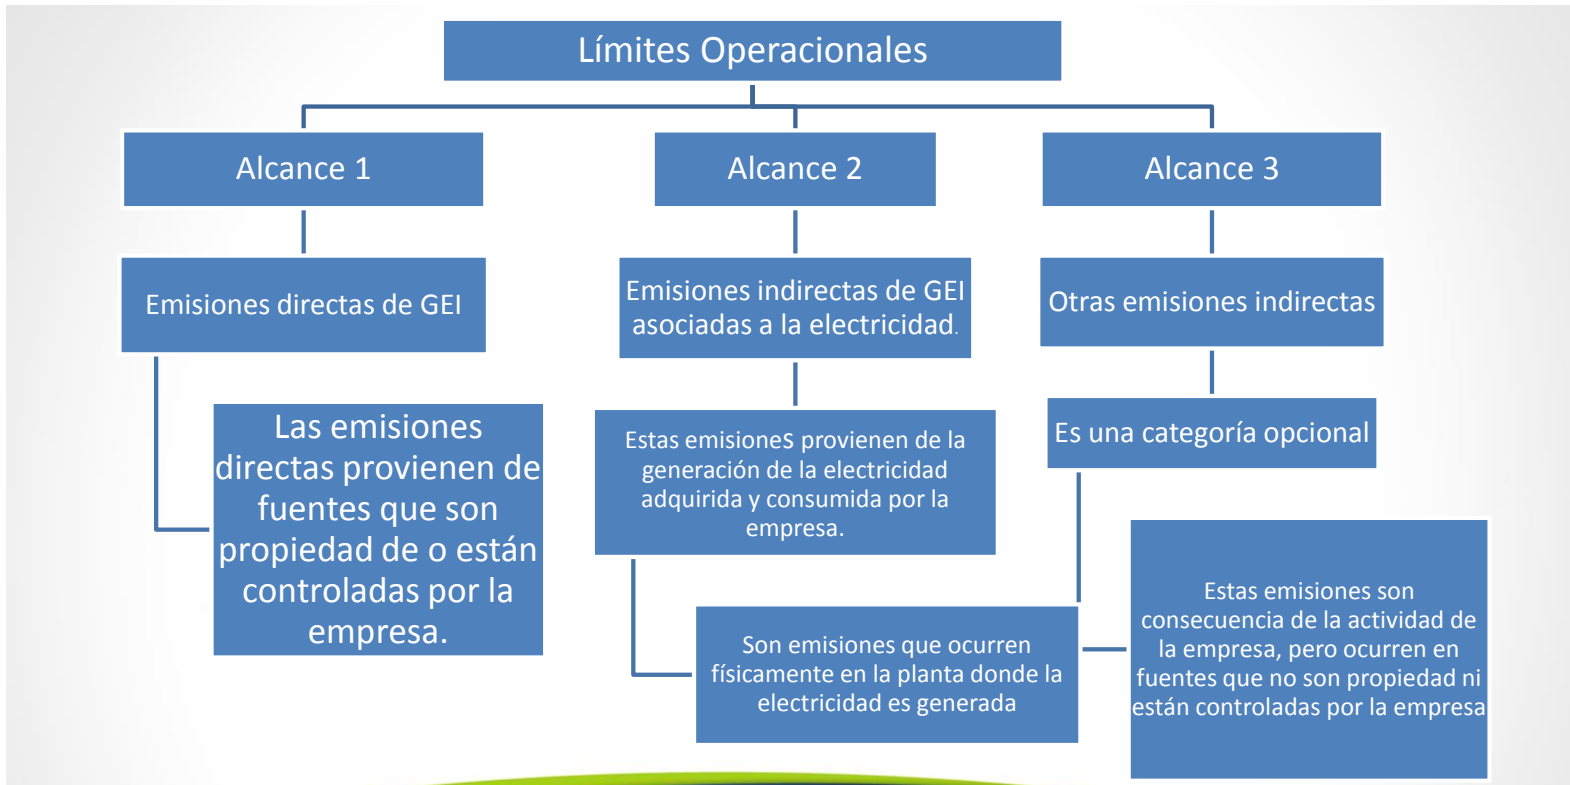 Límites Operacionales
Alcance 1
Emisiones directas de GEI
Las emisiones
directas provienen de
fuentes que son
propiedad de o están
controladas por la
empresa.
Alcance 2
Emisiones indirectas de GEI
asociadas a la electricidad.
Estas emisiones provienen de la
generación de la electricidad
adquirida y consumida por la
empresa.
Son emisiones que ocurren
físicamente en la planta donde la
electricidad es generada
Alcance 3
Otras emisiones indirectas
Es una categoría opcional
Estas emisiones son
consecuencia de la actividad de
la empresa, pero ocurren en
fuentes que no son propiedad ni
están controladas por la empresa